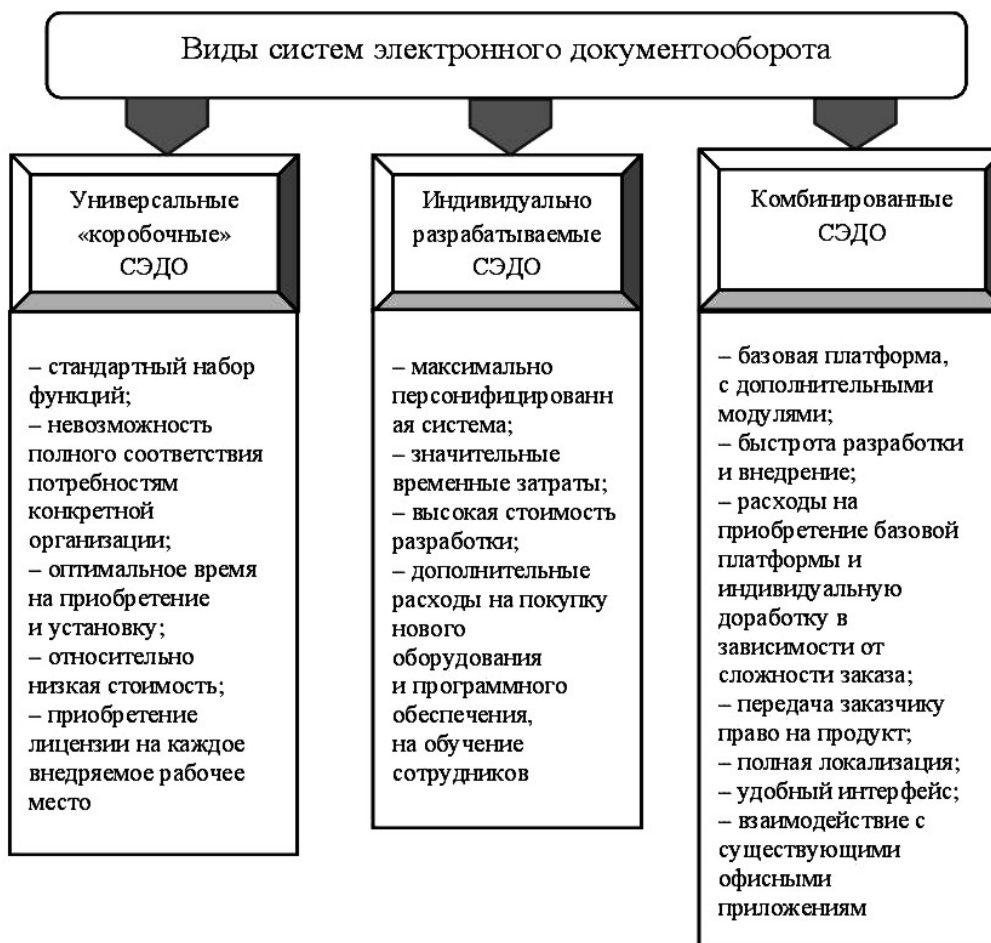 Виды систем электронного документооборота
Универсальные
«коробочные»
СЭДО
– стандартный набор
функций;
– невозможность
полного соответствия
потребностям
конкретной
организации;
– оптимальное время
на приобретение
и установку;
– относительно
низкая стоимость;
– приобретение
лицензии на каждое
внедряемое рабочее
место
Индивидуально
разрабатываемые
СЭДО
– максимально
персонифицированн
ая система;
– значительные
временные затраты;
– высокая стоимость
разработки;
– дополнительные
расходы на покупку
нового
оборудования
и программного
обеспечения,
на обучение
сотрудников
Комбинированные
СЭДО
– базовая платформа,
с дополнительными
модулями;
– быстрота разработки
и внедрение;
– расходы на
приобретение базовой
платформы и
индивидуальную
доработку в
зависимости от
сложности заказа;
– передача заказчику
право на продукт;
– полная локализация;
– удобный интерфейс;
– взаимодействие с
существующими
офисными
приложениям